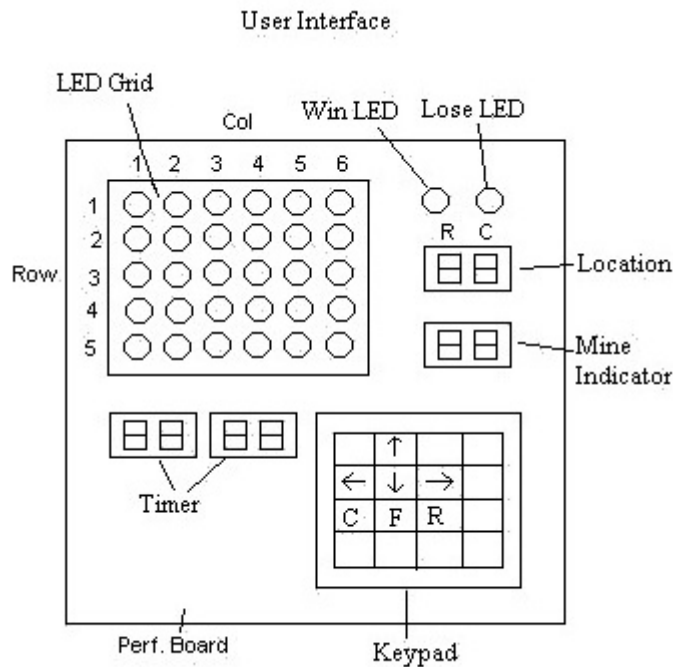 User Interface
LED Grid
Win LED
Lose LED
Col
1 2 3 4 5 6
1
2
Row 3
4
5
R C
Location
Mine
Indicator
Timer
↑
← ↓ →
C F R
Perf. Board
Keypad